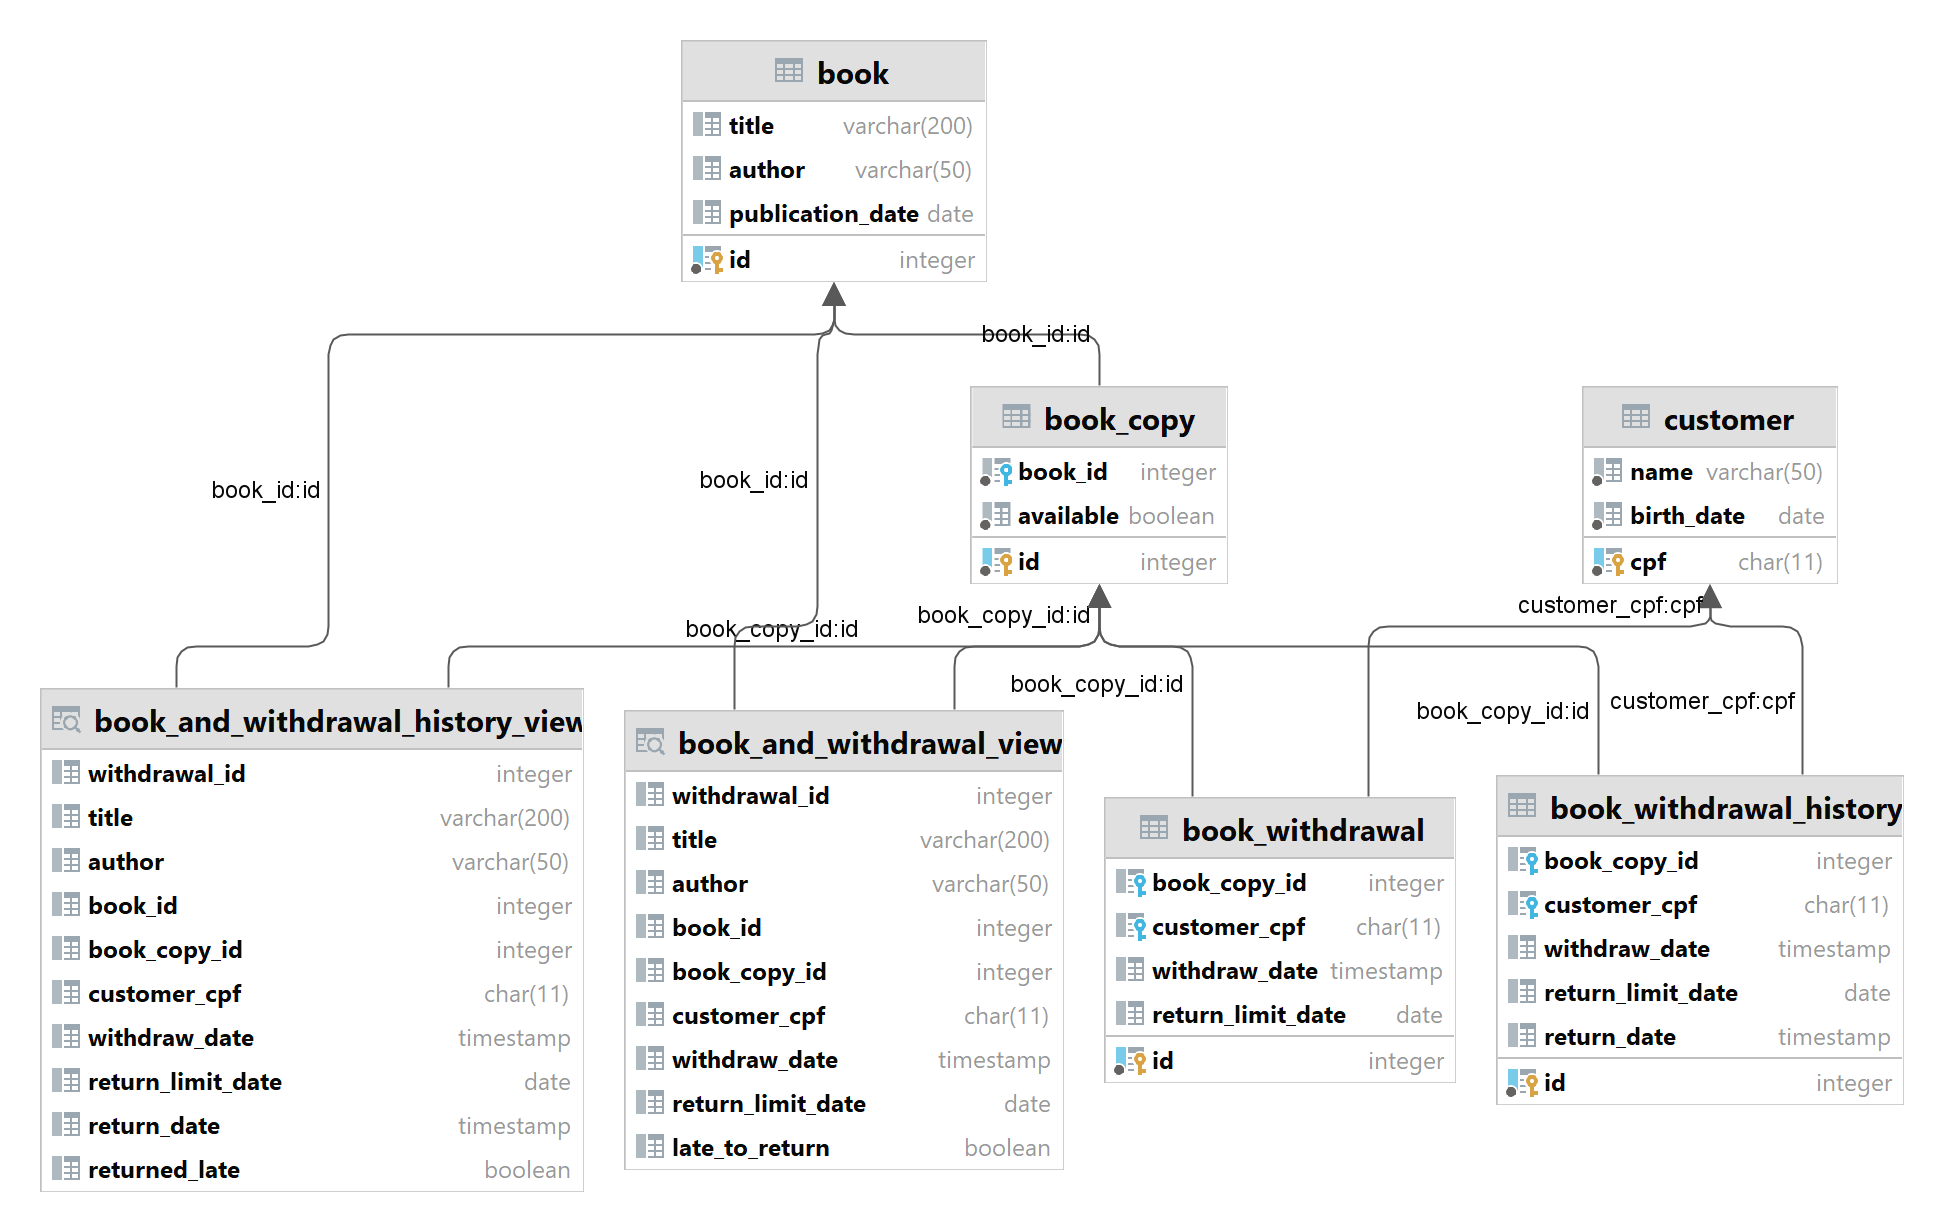 book
title varchar(200)
author varchar(50)
publication_date date
id integer
book_id:id
book_copy
book_id integer
available boolean
id integer
customer
name varchar(50)
birth_date date
cpf char(11)
book_id:id
book_id:id
book_copy_id:id
book_copy_id:id
customer_cpf:cpf
book_copy_id:id
book_copy_id:id
customer_cpf:cpf
book_and_withdrawal_history_view
withdrawal_id integer
title varchar(200)
author varchar(50)
book_id integer
book_copy_id integer
customer_cpf char(11)
withdraw_date timestamp
return_limit_date date
return_date timestamp
returned_late boolean
book_and_withdrawal_view
withdrawal_id integer
title varchar(200)
author varchar(50)
book_id integer
book_copy_id integer
customer_cpf char(11)
withdraw_date timestamp
return_limit_date date
late_to_return boolean
book_withdrawal
book_copy_id integer
customer_cpf char(11)
withdraw_date timestamp
return_limit_date date
id integer
book_withdrawal_history
book_copy_id integer
customer_cpf char(11)
withdraw_date timestamp
return_limit_date date
return_date timestamp
id integer